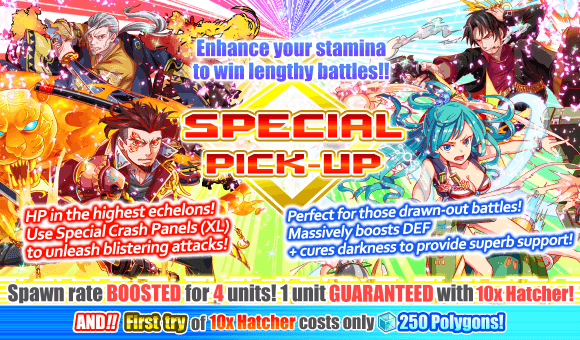 Enhance your stamina
to win lengthy battles!!
SPECIAL
PICK-UP
HP in the highest echelons!
Use Special Crash Panels (XL)
to unleash blistering attacks!
Perfect for those drawn-out battles!
Massively boosts DEF
+ cures darkness to provide superb support!
Spawn rate BOOSTED for 4 units! 1 unit GUARANTEED with 10x Hatcher!
AND!! First try of 10x Hatcher costs only 250 Polygons!